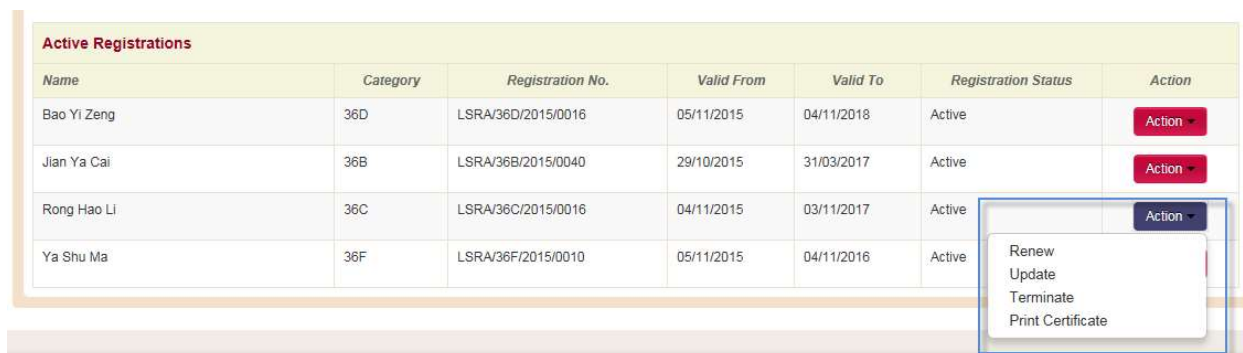 Active Registrations
Name Category Registration No. Valid From Valid To Registration Status Action
Bao Yi Zeng 36D LSRA/36D/2015/0016 05/11/2015 04/11/2018 Active Action
Jian Ya Cai 36B LSRA/36B/2015/0040 29/10/2015 31/03/2017 Active Action
Rong Hao Li 36C LSRA/36C/2015/0016 04/11/2015 03/11/2017 Active Action
Ya Shu Ma 36F LSRA/36F/2015/0010 05/11/2015 04/11/2016 Active
Renew
Update
Terminate
Print Certificate